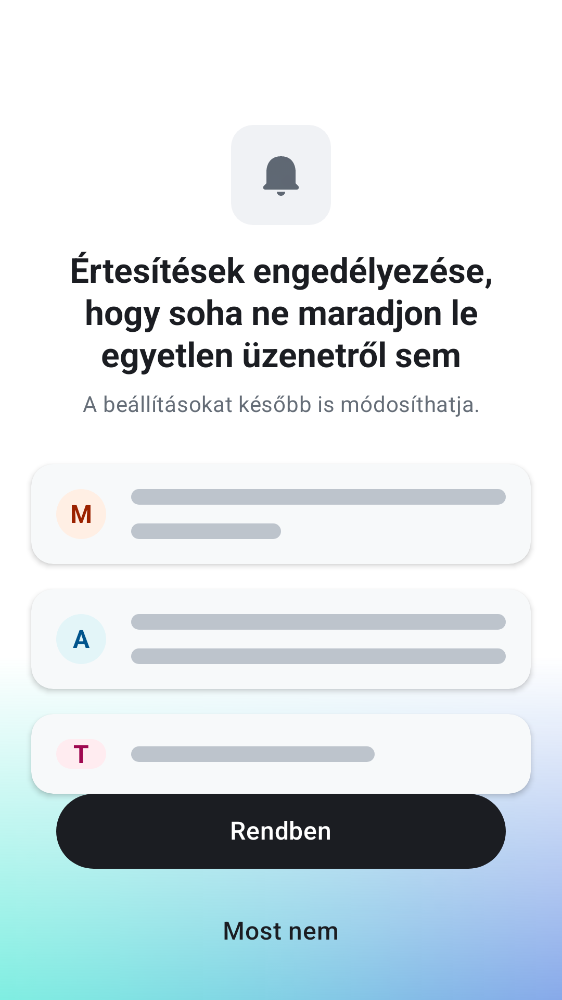 Értesítések engedélyezése,
hogy soha ne maradjon le
egyetlen üzenetről sem
A beállításokat később is módosíthatja.
M
A
T
Rendben
Most nem